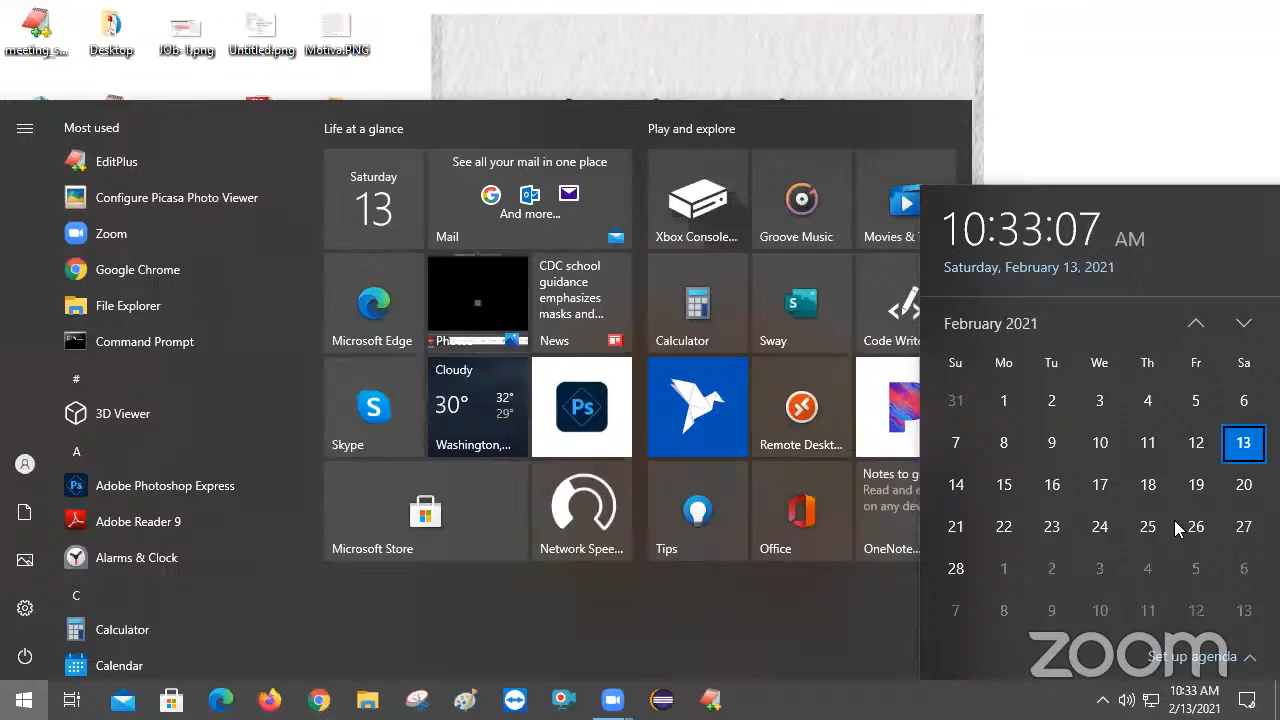 meeting_s...
Desktop
JOb_T.png
Untitled.png
Motiva.PNG
Most used
EditPlus
Configure Picasa Photo Viewer
Zoom
Google Chrome
File Explorer
Command Prompt
#
3D Viewer
A
Adobe Photoshop Express
Adobe Reader 9
Alarms & Clock
C
Calculator
Calendar
Life at a glance
Saturday
13
See all your mail in one place
And more...
Mail
Microsoft Edge
CDC school
guidance
emphasizes
masks and...
News
Skype
Cloudy
30° 32°
29°
Washington,...
Ps
Microsoft Store
Network Spee...
Play and explore
Xbox Console...
Groove Music
Movies &
Calculator
Sway
Code Write
Remote Deskt...
Tips
Office
Notes to g
Read and e
on any dev
OneNote...
10:33:07 AM
Saturday, February 13, 2021
February 2021
Su Mo Tu We Th Fr Sa
31 1 2 3 4 5 6
7 8 9 10 11 12 13
14 15 16 17 18 19 20
21 22 23 24 25 26 27
28 1 2 3 4 5 6
7 8 9 10 11 12 13
zoom
Set up agenda
10:33 AM
2/13/2021